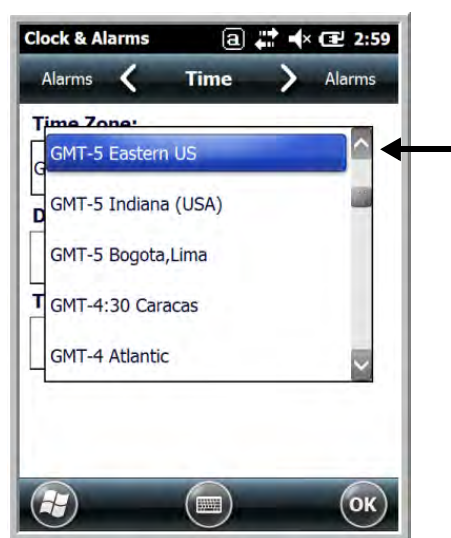 Clock & Alarms a 2:59
Alarms Time Alarms
Time Zone:
G
GMT-5 Eastern US
GMT-5 Indiana (USA)
D
GMT-5 Bogota,Lima
T
GMT-4:30 Caracas
GMT-4 Atlantic
OK